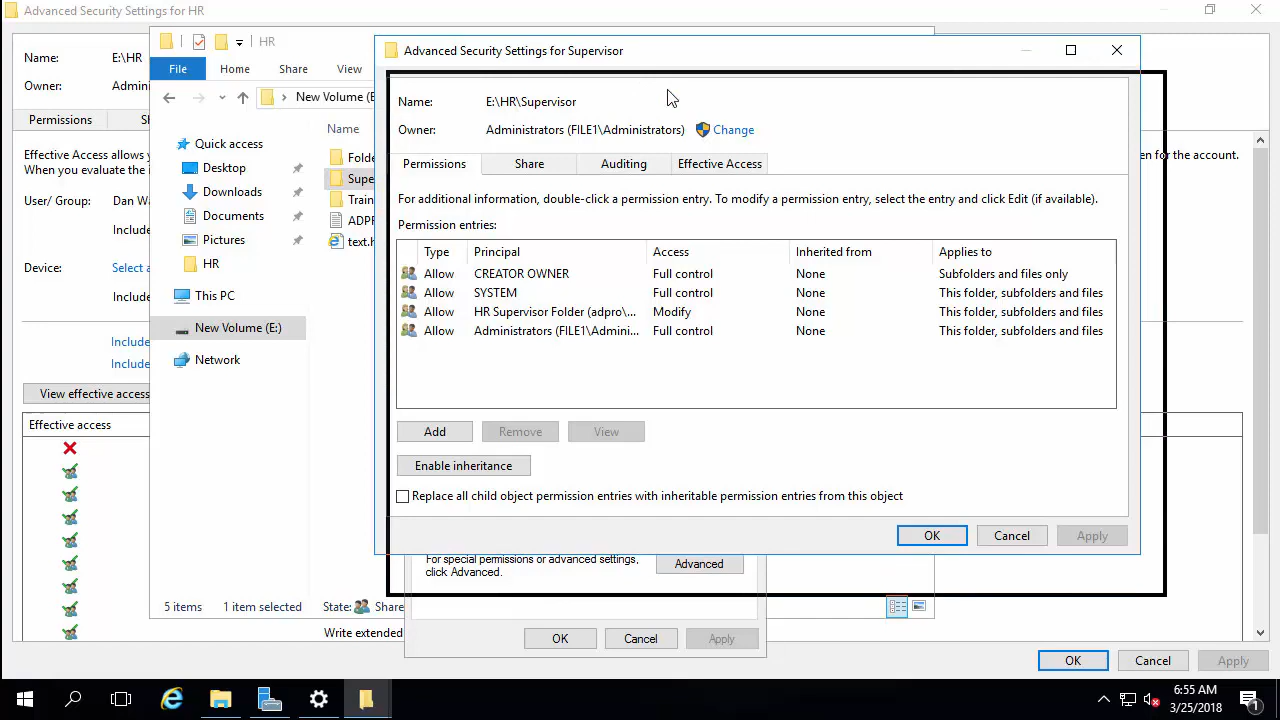 Advanced Security Settings for HR
Name: E:\HR
Owner:
Permissions
Effective Access allows
When you evaluate the
en for the account.
User/ Group: Dan
Include
Device: Select
Include
Include
Include
View effective access
Effective access
Write extended
OK Cancel Apply
HR
File Home Share View
New Volume (E:
Quick access
Desktop
Downloads
Documents
Pictures
HR
This PC
New Volume (E:)
Network
Name
Folde
Supe
Train
ADPR
text.h
5 items 1 item selected State: Share
Advanced Security Settings for Supervisor
Name: E:\HR\Supervisor
Owner: Administrators (FILE1\Administrators) Change
Permissions Share Auditing Effective Access
For additional information, double-click a permission entry. To modify a permission entry, select the entry and click Edit (if available).
Permission entries:
Type Principal Access Inherited from Applies to
Allow CREATOR OWNER Full control None Subfolders and files only
Allow SYSTEM Full control None This folder, subfolders and files
Allow HR Supervisor Folder (adpro\... Modify None This folder, subfolders and files
Allow Administrators (FILE1\Admini... Full control None This folder, subfolders and files
Add Remove View
Enable inheritance
Replace all child object permission entries with inheritable permission entries from this object
OK Cancel Apply
For special permissions or advanced settings,
click Advanced.
Advanced
OK Cancel Apply
6:55 AM
3/25/2018
1